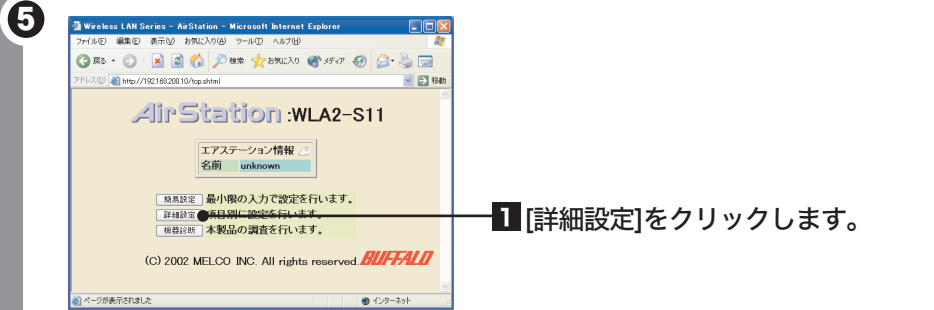 5
Wireless LAN Series - AirStation - Microsoft Internet Explorer
ファイル(F) 編集(E) 表示(V) お気に入り(A) ツール(T) ヘルプ(H)
戻る 検索 お気に入り メディア
アドレス(D) http://192.168.200.10/top.shtml 移動
AirStation :WLA2-S11
エアステーション情報
名前 unknown
簡易設定 最小限の入力で設定を行います。
詳細設定 項目別に設定を行います。
1 [詳細設定]をクリックします。
機器診断 本製品の調査を行います。
(C) 2002 MELCO INC. All rights reserved. BUFFALO
ページが表示されました インターネット